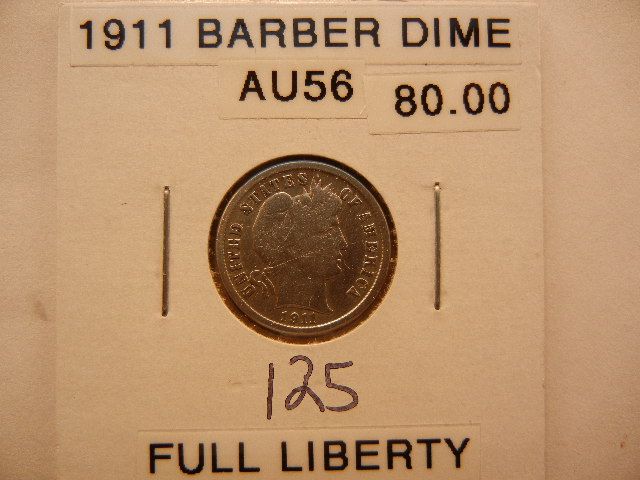 1911 BARBER DIME
AU56 80.00
UNITED STATES OF AMERICA
1911
125
FULL LIBERTY